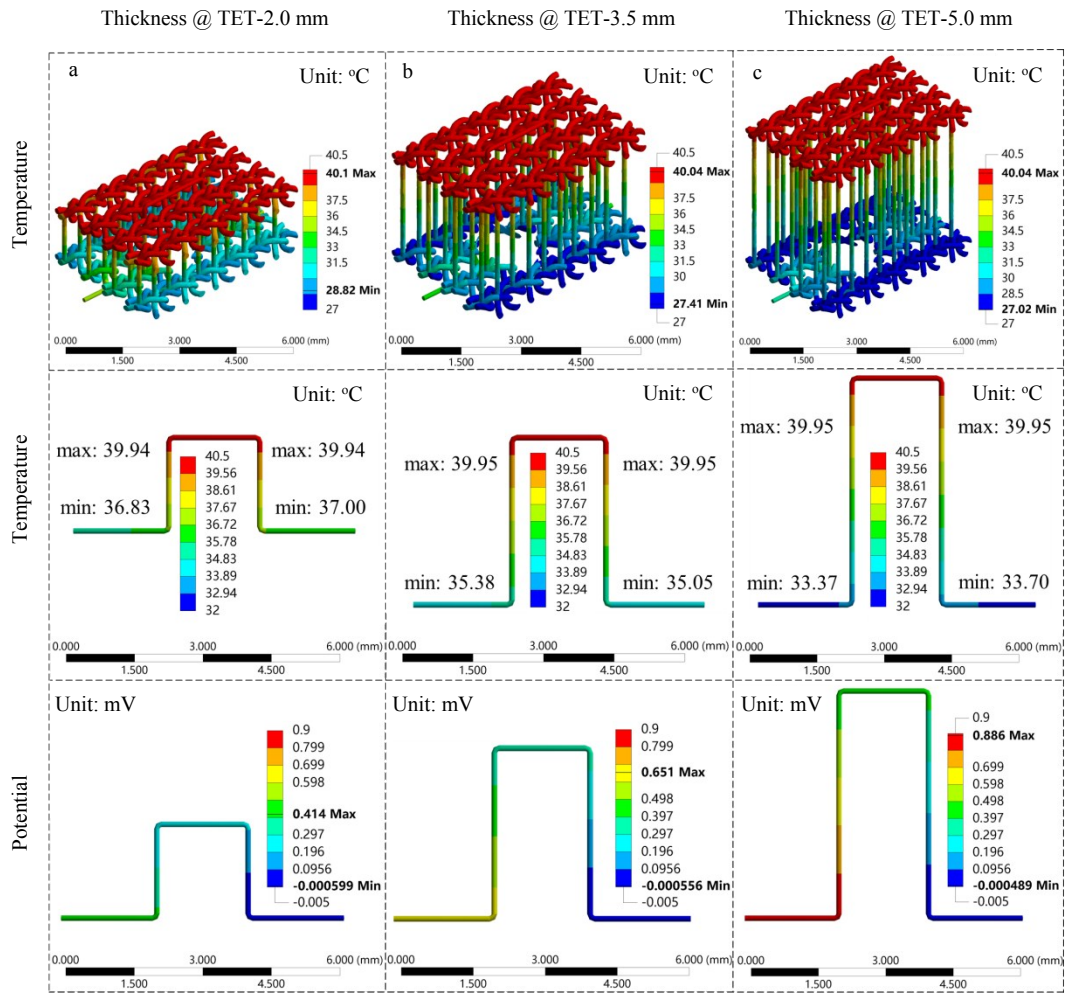 Thickness @ TET-2.0 mm
Thickness @ TET-3.5 mm
Thickness @ TET-5.0 mm
Temperature
a
Unit: °C
40.5
40.1 Max
37.5
36
34.5
33
31.5
28.82 Min
27
0.000
3.000
6.000 (mm)
1.500
4.500
b
Unit: °C
40.5
40.04 Max
37.5
36
34.5
33
31.5
30
27.41 Min
27
0.000
3.000
6.000 (mm)
1.500
4.500
c
Unit: °C
40.5
40.04 Max
37.5
36
34.5
33
31.5
30
28.5
27.02 Min
27
0.000
3.000
6.000 (mm)
1.500
4.500
Temperature
Unit: °C
max: 39.94
max: 39.94
min: 36.83
min: 37.00
40.5
39.56
38.61
37.67
36.72
35.78
34.83
33.89
32.94
32
0.000
3.000
6.000 (mm)
1.500
4.500
Unit: °C
max: 39.95
max: 39.95
min: 35.38
min: 35.05
40.5
39.56
38.61
37.67
36.72
35.78
34.83
33.89
32.94
32
0.000
3.000
6.000 (mm)
1.500
4.500
Unit: °C
max: 39.95
max: 39.95
min: 33.37
min: 33.70
40.5
39.56
38.61
37.67
36.72
35.78
34.83
33.89
32.94
32
0.000
3.000
6.000 (mm)
1.500
4.500
Potential
Unit: mV
0.9
0.799
0.699
0.598
0.414 Max
0.297
0.196
0.0956
-0.000599 Min
-0.005
0.000
3.000
6.000 (mm)
1.500
4.500
Unit: mV
0.9
0.799
0.651 Max
0.498
0.397
0.297
0.196
0.0956
-0.000556 Min
-0.005
0.000
3.000
6.000 (mm)
1.500
4.500
Unit: mV
0.9
0.886 Max
0.699
0.598
0.498
0.397
0.297
0.196
0.0956
-0.000489 Min
-0.005
0.000
3.000
6.000 (mm)
1.500
4.500